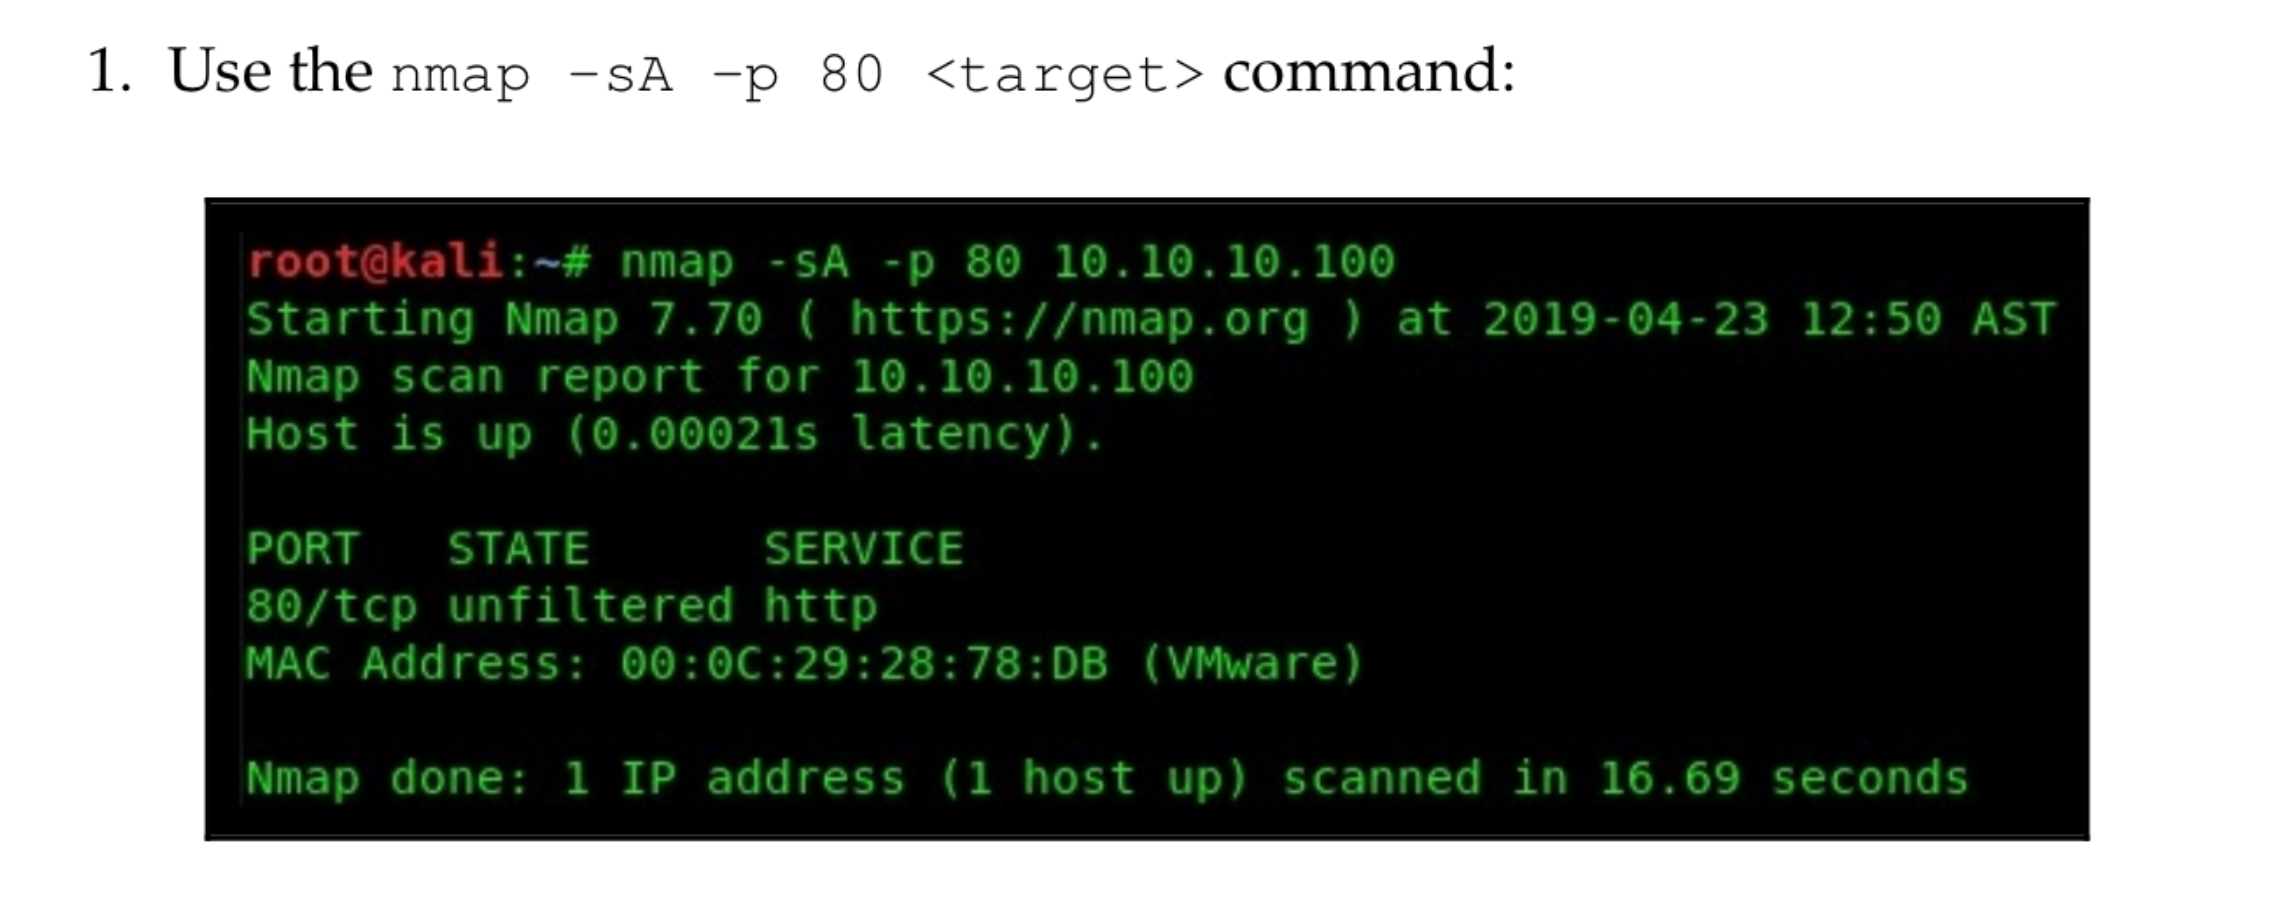 1. Use the nmap -sA -p 80 <target> command:
root@kali:~# nmap -sA -p 80 10.10.10.100
Starting Nmap 7.70 ( https://nmap.org ) at 2019-04-23 12:50 AST
Nmap scan report for 10.10.10.100
Host is up (0.00021s latency).
PORT   STATE      SERVICE
80/tcp unfiltered http
MAC Address: 00:0C:29:28:78:DB (VMware)
Nmap done: 1 IP address (1 host up) scanned in 16.69 seconds